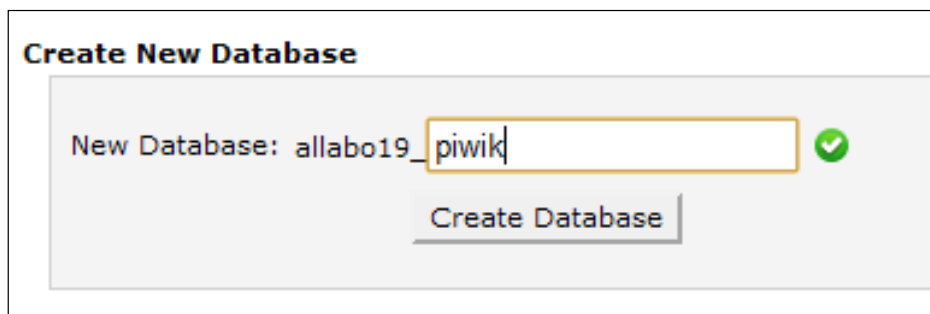 Create New Database
New Database: allabo19_piwik
Create Database